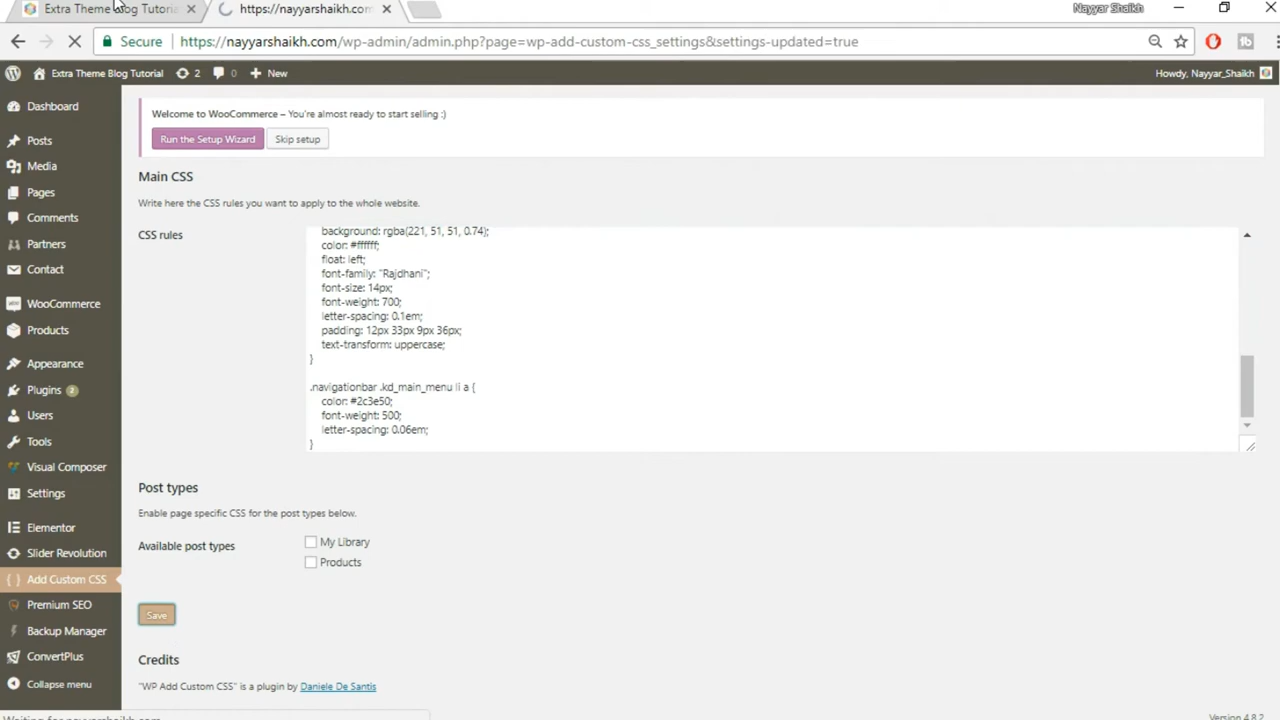 Extra Theme Blog Tutoria
https://nayyarshaikh.com
Nayyar Shaikh
Secure
https://nayyarshaikh.com/wp-admin/admin.php?page=wp-add-custom-css_settings&settings-updated=true
Extra Theme Blog Tutorial 2 0 + New
Howdy, Nayyar_Shaikh
Dashboard
Posts
Media
Pages
Comments
Partners
Contact
WooCommerce
Products
Appearance
Plugins 2
Users
Tools
Visual Composer
Settings
Elementor
Slider Revolution
Add Custom CSS
Premium SEO
Backup Manager
ConvertPlus
Collapse menu
Welcome to WooCommerce – You're almost ready to start selling :)
Run the Setup Wizard Skip setup
Main CSS
Write here the CSS rules you want to apply to the whole website.
CSS rules
background: rgba(221, 51, 51, 0.74);
color: #ffffff;
float: left;
font-family: "Rajdhani";
font-size: 14px;
font-weight: 700;
letter-spacing: 0.1em;
padding: 12px 33px 9px 36px;
text-transform: uppercase;
}
.navigationbar .kd_main_menu li a {
color: #2c3e50;
font-weight: 500;
letter-spacing: 0.06em;
}
Post types
Enable page specific CSS for the post types below.
Available post types
My Library
Products
Save
Credits
"WP Add Custom CSS" is a plugin by Daniele De Santis
Waiting for nayyarshaikh.com
Version 4.8.2